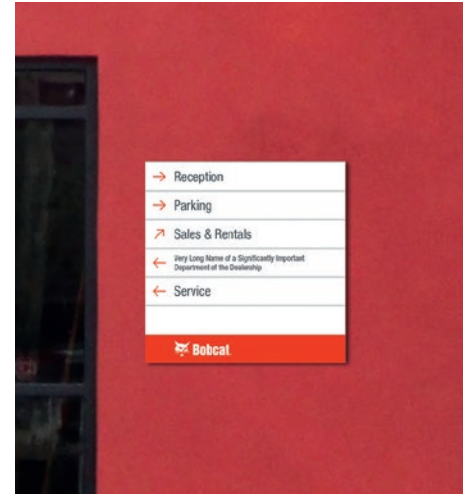 → Reception
→ Parking
↗ Sales & Rentals
← Very Long Name of a Significantly Important
Department of the Dealership
← Service
Bobcat